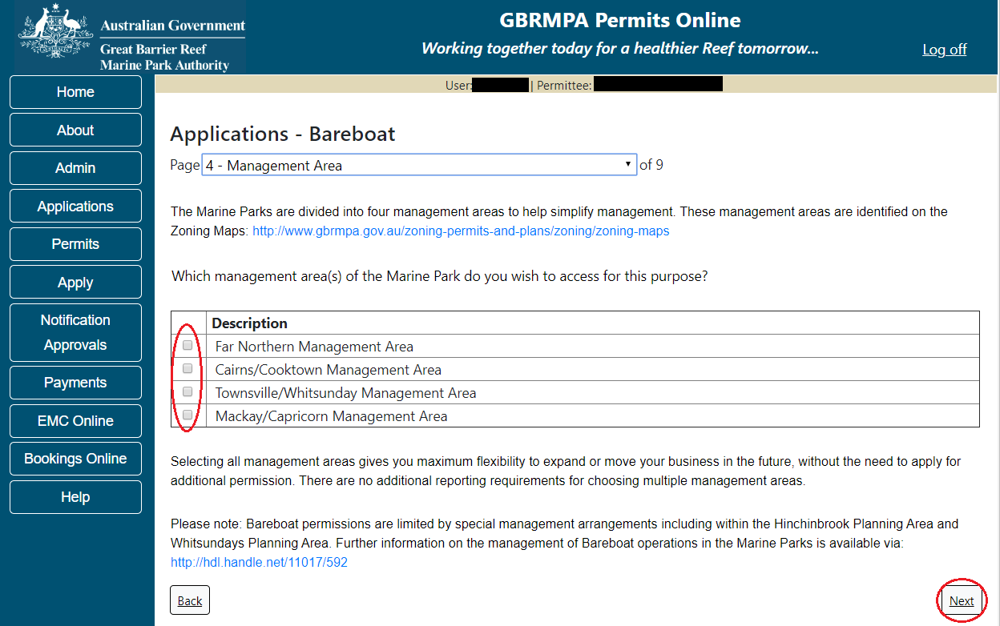 Australian Government
Great Barrier Reef
Marine Park Authority
GBRMPA Permits Online
Working together today for a healthier Reef tomorrow...
Log off
Home
About
Admin
Applications
Permits
Apply
Notification
Approvals
Payments
EMC Online
Bookings Online
Help
User: | Permittee:
Applications - Bareboat
Page 4 - Management Area of 9
The Marine Parks are divided into four management areas to help simplify management. These management areas are identified on the
Zoning Maps: http://www.gbrmpa.gov.au/zoning-permits-and-plans/zoning/zoning-maps
Which management area(s) of the Marine Park do you wish to access for this purpose?
Description
Far Northern Management Area
Cairns/Cooktown Management Area
Townsville/Whitsunday Management Area
Mackay/Capricorn Management Area
Selecting all management areas gives you maximum flexibility to expand or move your business in the future, without the need to apply for
additional permission. There are no additional reporting requirements for choosing multiple management areas.
Please note: Bareboat permissions are limited by special management arrangements including within the Hinchinbrook Planning Area and
Whitsundays Planning Area. Further information on the management of Bareboat operations in the Marine Parks is available via:
http://hdl.handle.net/11017/592
Back
Next